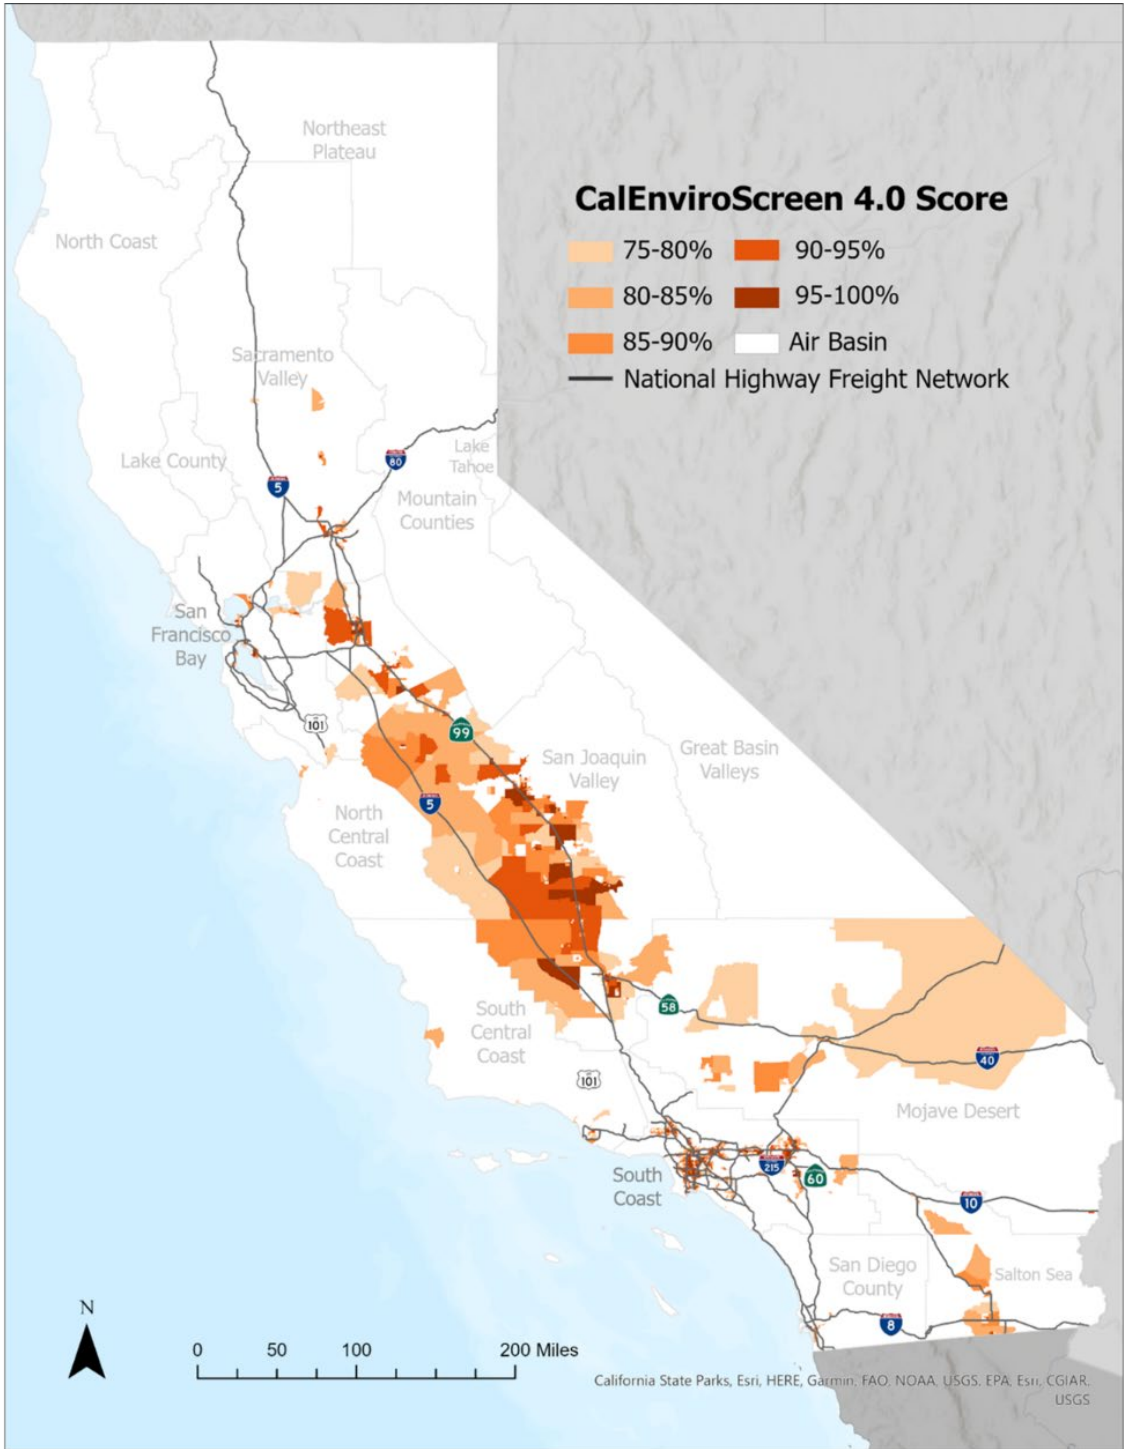 Northeast
Plateau
CalEnviroScreen 4.0 Score
75-80%
90-95%
80-85%
95-100%
85-90%
Air Basin
National Highway Freight Network
North Coast
Sacramento
Valley
Lake County
80
Lake
Tahoe
5
Mountain
Counties
San
Francisco
Bay
101
99
San Joaquin
Valley
Great Basin
Valleys
5
North
Central
Coast
58
South
Central
Coast
40
101
Mojave Desert
South
Coast
215
60
10
San Diego
County
Salton Sea
8
N
0
50
100
200 Miles
California State Parks, Esri, HERE, Garmin, FAO, NOAA, USGS, EPA, Esri, CGIAR,
USGS